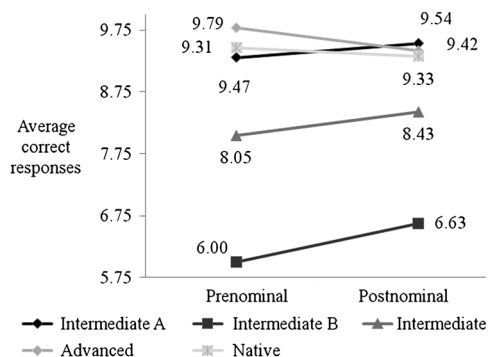 9.75
8.75
7.75
6.75
5.75
Average
correct
responses
9.79
9.31
9.47
8.05
6.00
9.54
9.42
9.33
8.43
6.63
Prenominal Postnominal
Intermediate A Intermediate B Intermediate
Advanced Native